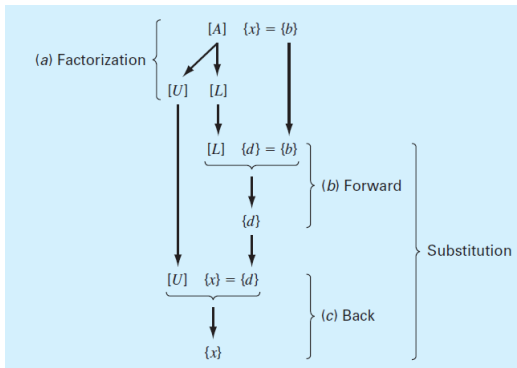 [A] {x} = {b}
(a) Factorization
[U] [L]
[L] {d} = {b}
(b) Forward
{d}
Substitution
[U] {x} = {d}
(c) Back
{x}